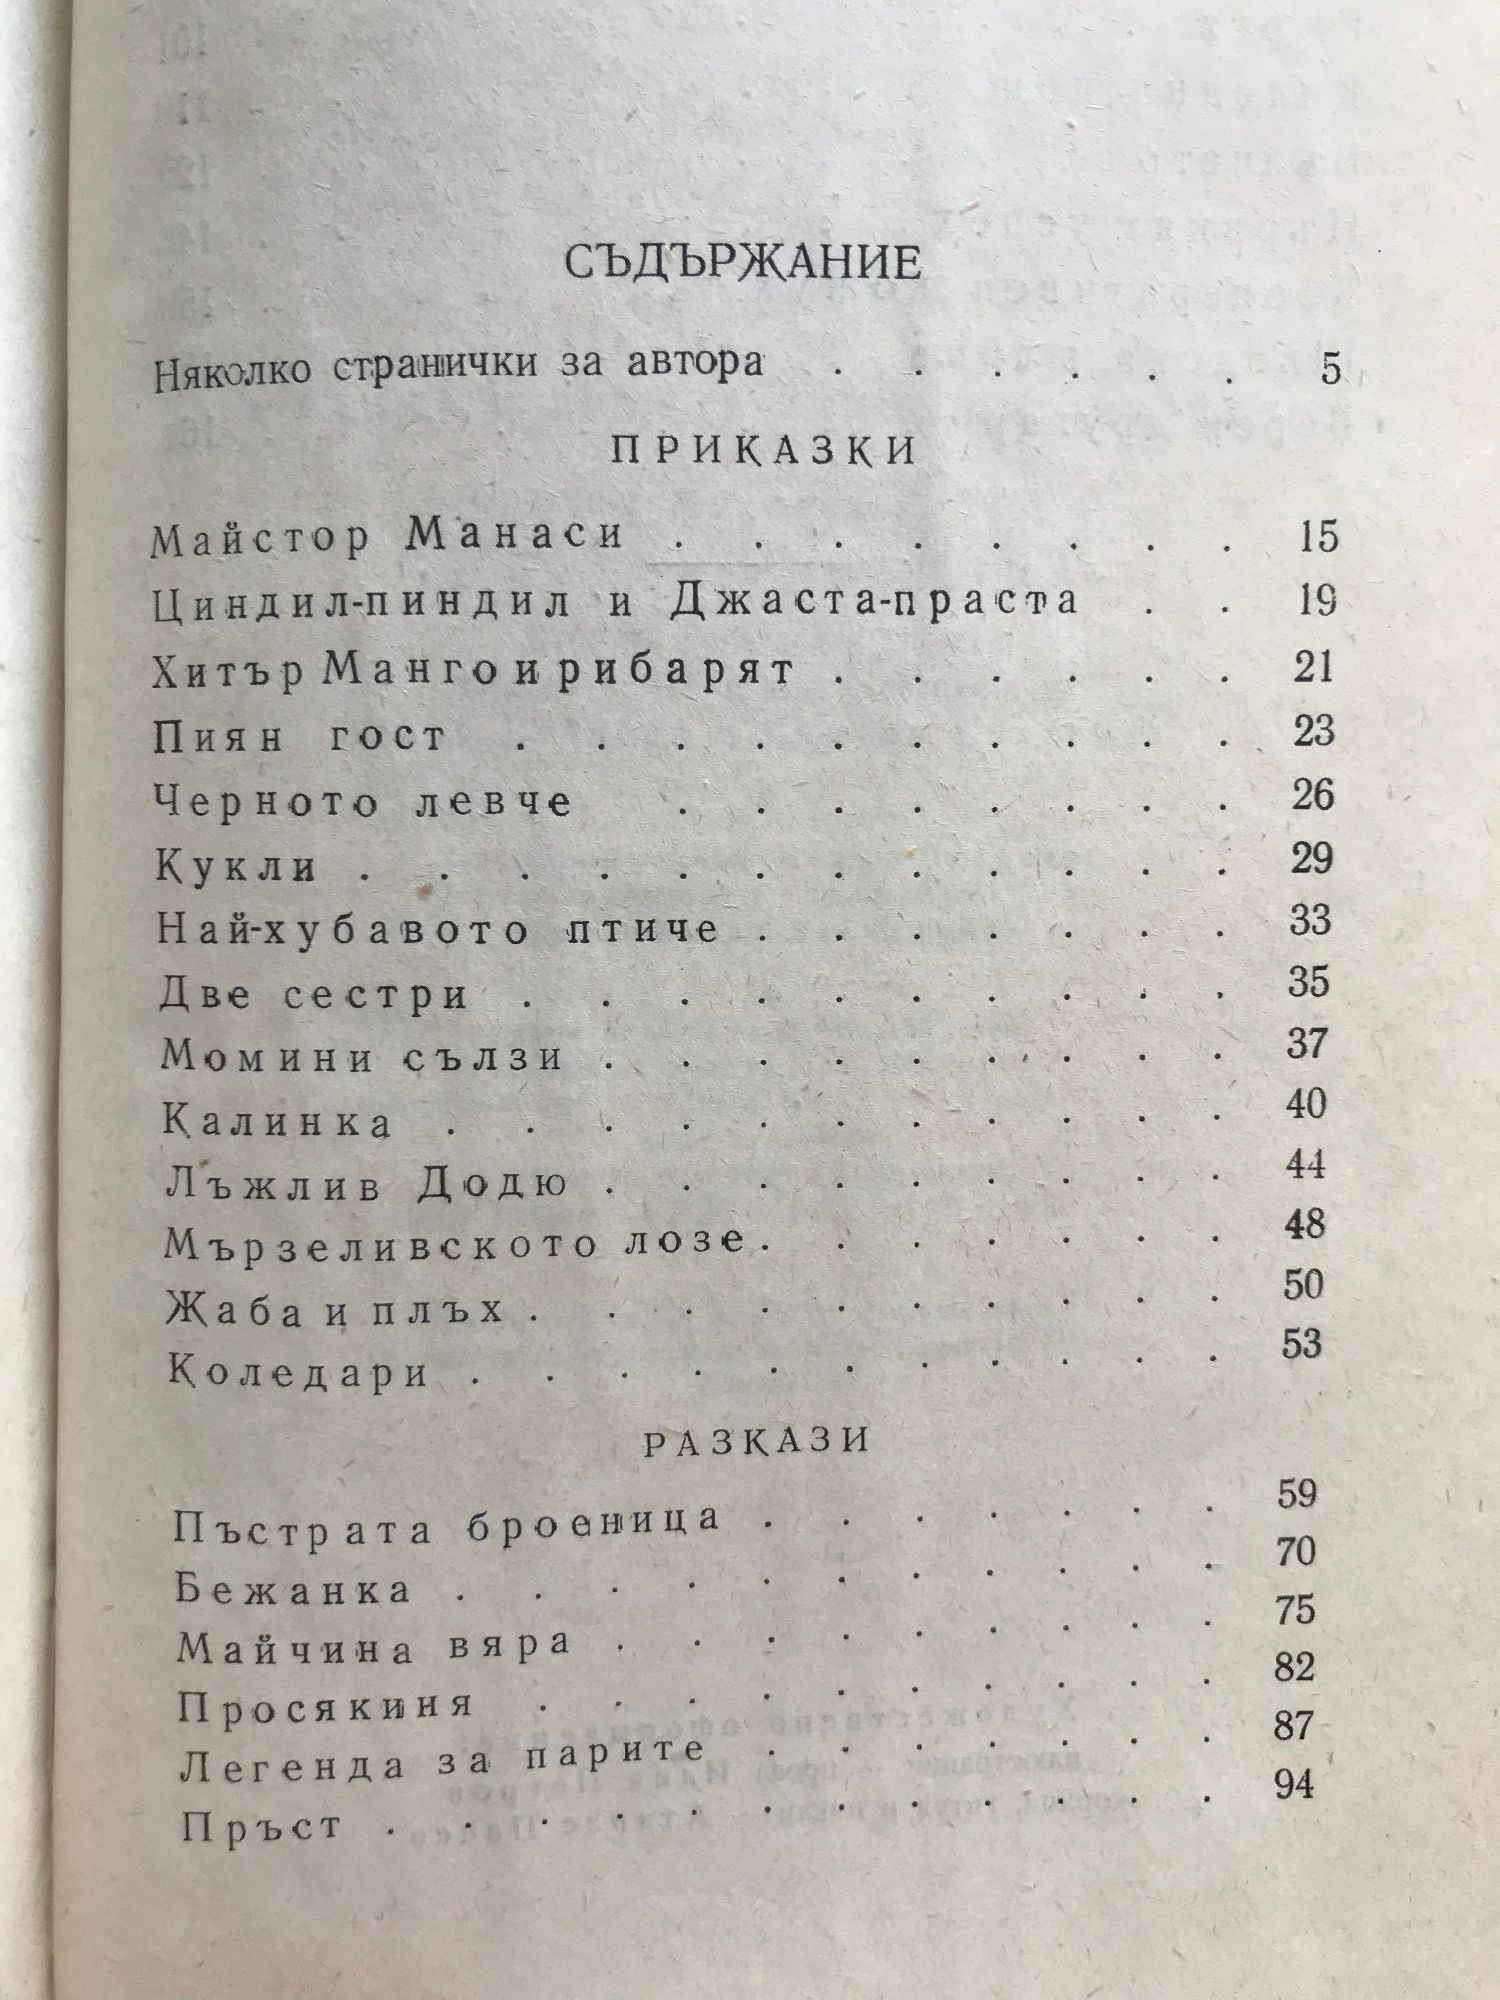 СЪДЪРЖАНИЕ
Няколко странички за автора . . . . . . 5
ПРИКАЗКИ
Майстор Манаси . . . . . . . . 15
Циндил-пиндил и Джаста-праста . . 19
Хитър Манго и рибарят . . . . . . 21
Пиян гост . . . . . . . . . . 23
Черното левче . . . . . . . . 26
Кукли . . . . . . . . . . . . 29
Най-хубавото птиче . . . . . . . 33
Две сестри . . . . . . . . . . 35
Момини сълзи . . . . . . . . . 37
Калинка . . . . . . . . . . . 40
Лъжлив Додю . . . . . . . . . 44
Мързеливското лозе . . . . . . . 48
Жаба и плъх . . . . . . . . . . 50
Коледари . . . . . . . . . . . 53
РАЗКАЗИ
Пъстрата броеница . . . . . . . 59
Бежанка . . . . . . . . . . . 70
Майчина вяра . . . . . . . . . 75
Просякиня . . . . . . . . . . 82
Легенда за парите . . . . . . . 87
Пръст . . . . . . . . . . . . 94